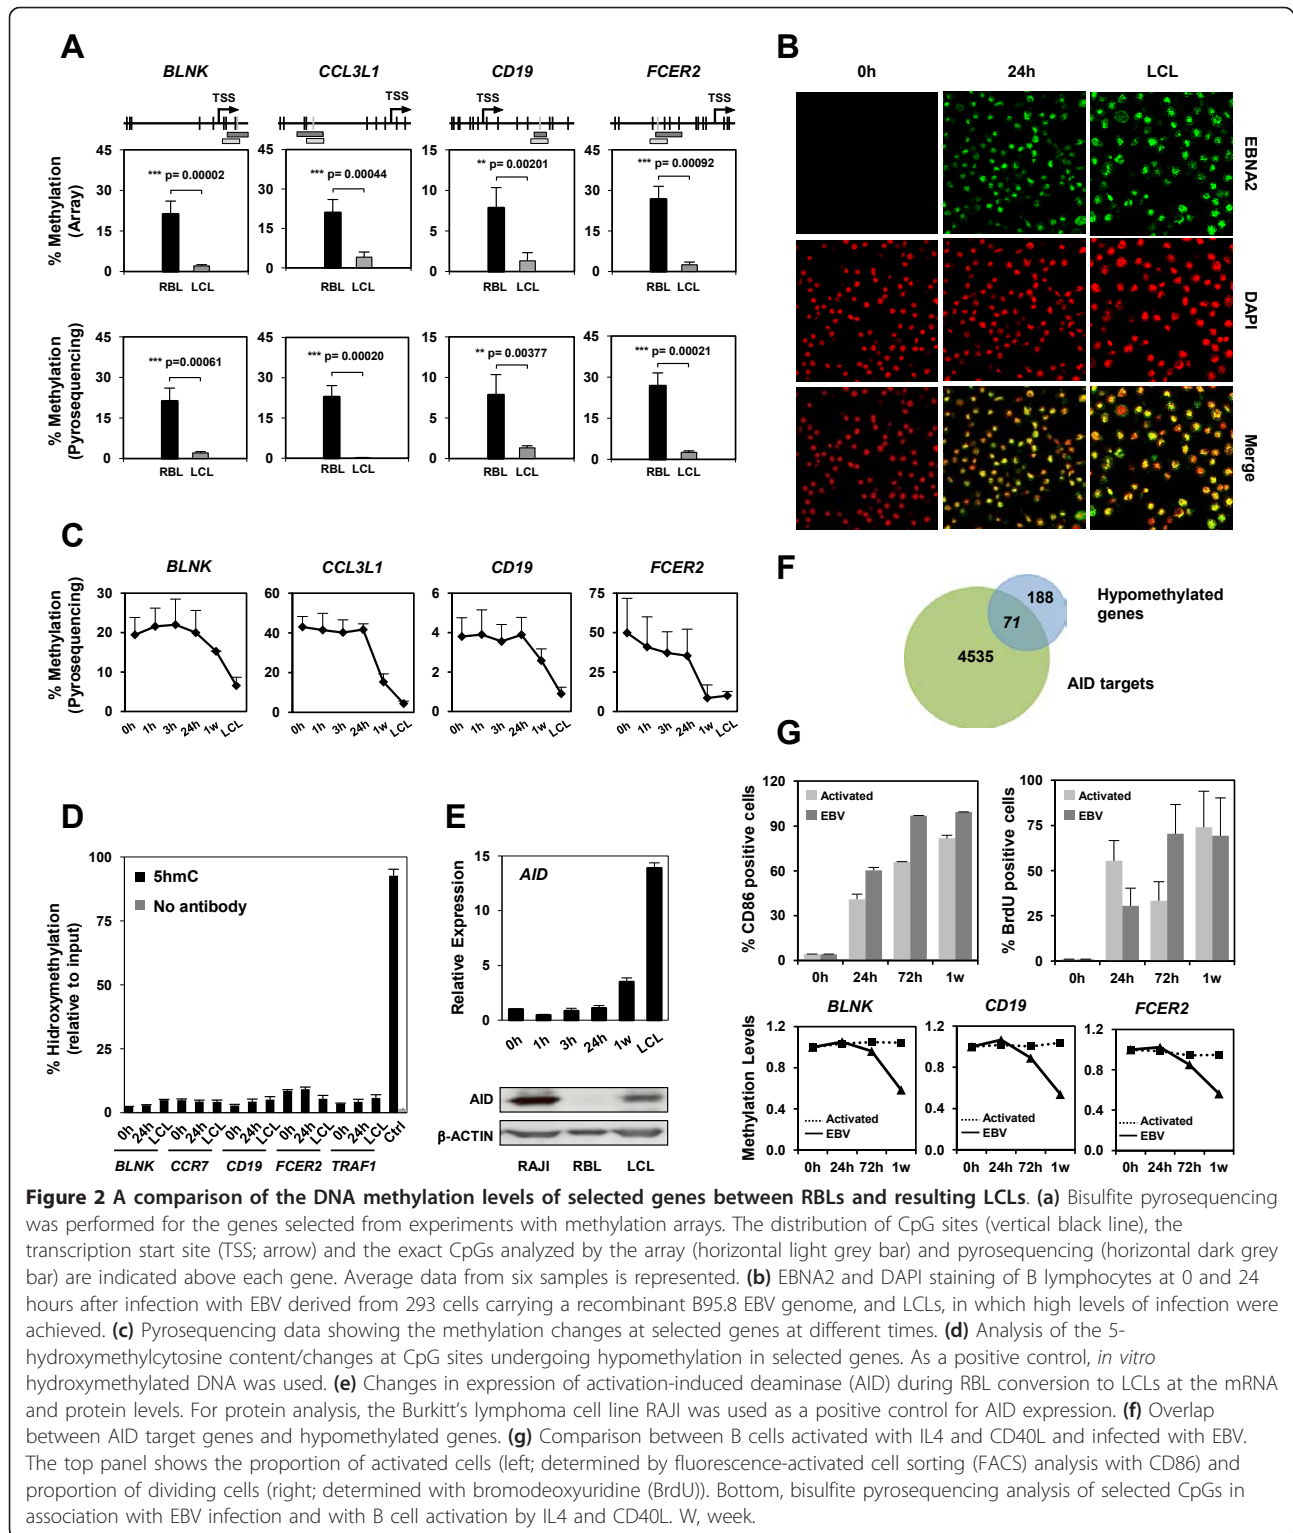 A
BLNK
CCL3L1
CD19
FCER2
TSS
TSS
TSS
TSS
% Methylation
(Array)
45
30
15
0
*** p= 0.00002
RBL LCL
45
30
15
0
*** p= 0.00044
RBL LCL
15
10
5
0
** p= 0.00201
RBL LCL
45
30
15
0
*** p= 0.00092
RBL LCL
% Methylation
(Pyrosequencing)
45
30
15
0
*** p=0.00061
RBL LCL
45
30
15
0
*** p= 0.00020
RBL LCL
15
10
5
0
** p= 0.00377
RBL LCL
45
30
15
0
*** p= 0.00021
RBL LCL
B
0h
24h
LCL
EBNA2
DAPI
Merge
C
BLNK
CCL3L1
CD19
FCER2
% Methylation
(Pyrosequencing)
30
20
10
0
0h 1h 3h 24h 1w LCL
60
45
30
15
0
0h 1h 3h 24h 1w LCL
6
4
2
0
0h 1h 3h 24h 1w LCL
75
50
25
0
0h 1h 3h 24h 1w LCL
D
% Hidroxymethylation
(relative to input)
100
75
50
25
0
5hmC
No antibody
0h 24h LCL 0h 24h LCL 0h 24h LCL 0h 24h LCL 0h 24h LCL Ctrl
BLNK CCR7 CD19 FCER2 TRAF1
E
Relative Expression
15
10
5
0
AID
0h 1h 3h 24h 1w LCL
AID
β-ACTIN
RAJI RBL LCL
F
188
71
4535
Hypomethylated
genes
AID targets
G
% CD86 positive cells
120
90
60
30
0
Activated
EBV
0h 24h 72h 1w
% BrdU positive cells
100
75
50
25
0
Activated
EBV
0h 24h 72h 1w
BLNK
CD19
FCER2
Methylation Levels
1.2
0.8
0.4
0.0
Activated
EBV
0h 24h 72h 1w
1.2
0.8
0.4
0.0
Activated
EBV
0h 24h 72h 1w
1.2
0.8
0.4
0.0
Activated
EBV
0h 24h 72h 1w
Figure 2 A comparison of the DNA methylation levels of selected genes between RBLs and resulting LCLs. (a) Bisulfite pyrosequencing
was performed for the genes selected from experiments with methylation arrays. The distribution of CpG sites (vertical black line), the
transcription start site (TSS; arrow) and the exact CpGs analyzed by the array (horizontal light grey bar) and pyrosequencing (horizontal dark grey
bar) are indicated above each gene. Average data from six samples is represented. (b) EBNA2 and DAPI staining of B lymphocytes at 0 and 24
hours after infection with EBV derived from 293 cells carrying a recombinant B95.8 EBV genome, and LCLs, in which high levels of infection were
achieved. (c) Pyrosequencing data showing the methylation changes at selected genes at different times. (d) Analysis of the 5-
hydroxymethylcytosine content/changes at CpG sites undergoing hypomethylation in selected genes. As a positive control, in vitro
hydroxymethylated DNA was used. (e) Changes in expression of activation-induced deaminase (AID) during RBL conversion to LCLs at the mRNA
and protein levels. For protein analysis, the Burkitt's lymphoma cell line RAJI was used as a positive control for AID expression. (f) Overlap
between AID target genes and hypomethylated genes. (g) Comparison between B cells activated with IL4 and CD40L and infected with EBV.
The top panel shows the proportion of activated cells (left; determined by fluorescence-activated cell sorting (FACS) analysis with CD86) and
proportion of dividing cells (right; determined with bromodeoxyuridine (BrdU)). Bottom, bisulfite pyrosequencing analysis of selected CpGs in
association with EBV infection and with B cell activation by IL4 and CD40L. W, week.